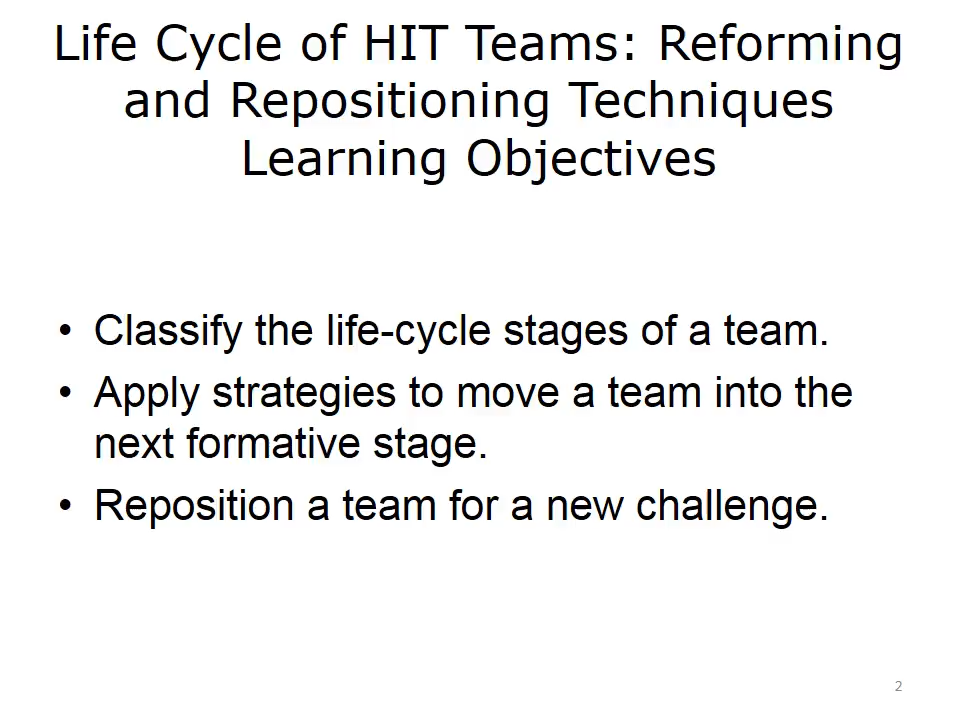 Life Cycle of HIT Teams: Reforming
and Repositioning Techniques
Learning Objectives
• Classify the life-cycle stages of a team.
• Apply strategies to move a team into the
next formative stage.
• Reposition a team for a new challenge.
2